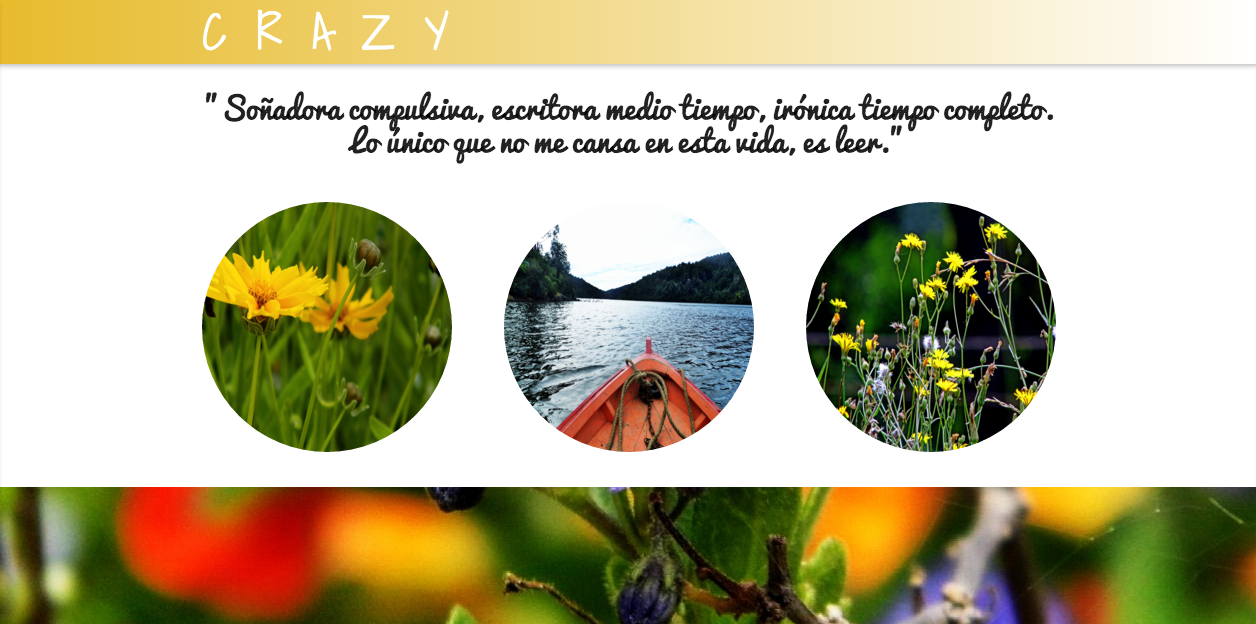 C R A Z Y
" Soñadora compulsiva, escritora medio tiempo, irónica tiempo completo.
Lo único que no me cansa en esta vida, es leer."